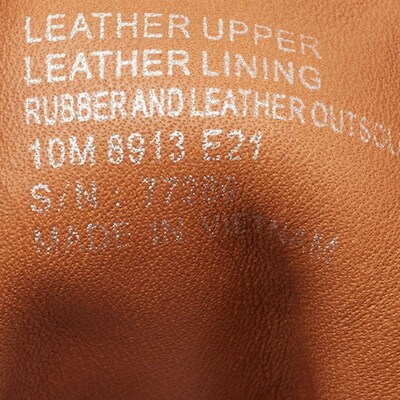 LEATHER UPPER
LEATHER LINING
RUBBER AND LEATHER OUTSOL
10M 8913 E21
S/N :
MADE IN VIETNAM